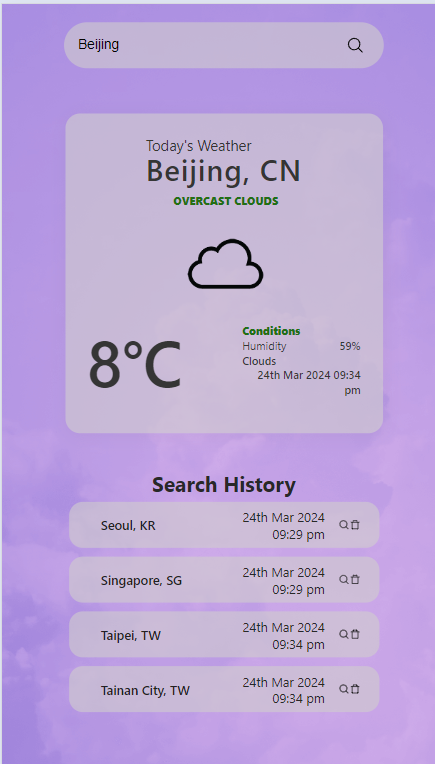 Beijing
Today's Weather
Beijing, CN
OVERCAST CLOUDS
8°C
Conditions
Humidity 59%
Clouds
24th Mar 2024 09:34
pm
Search History
Seoul, KR
24th Mar 2024
09:29 pm
Singapore, SG
24th Mar 2024
09:29 pm
Taipei, TW
24th Mar 2024
09:34 pm
Tainan City, TW
24th Mar 2024
09:34 pm